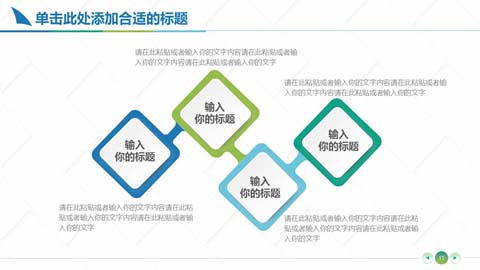 单击此处添加合适的标题
请在此粘贴或者输入你的文字内容请在此粘贴或者输
入你的文字内容请在此粘贴或者输入你的文字
请在此粘贴或者输入你的文字内容请在此粘贴或者输
入你的文字内容请在此粘贴或者输入你的文字
输入
你的标题
输入
你的标题
输入
你的标题
输入
你的标题
请在此粘贴或者输入你的文字内容请在此粘
贴或者输入你的文字内容请在此粘贴或者输
入你的文字
请在此粘贴或者输入你的文字内容请在此粘
贴或者输入你的文字内容请在此粘贴或者输
入你的文字
11